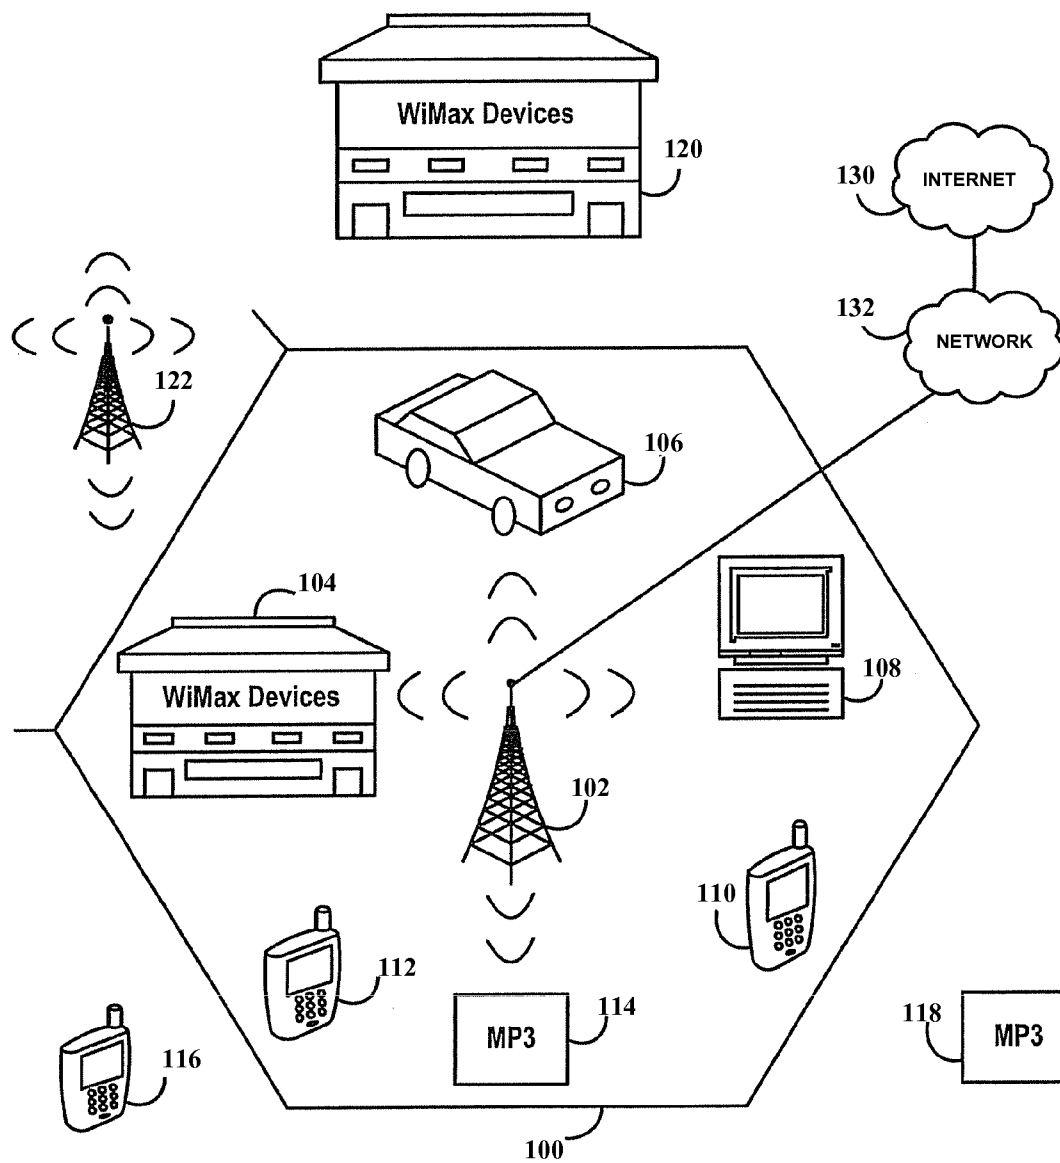 WiMax Devices
120
130
INTERNET
132
NETWORK
122
106
104
WiMax Devices
108
102
110
112
114
MP3
118
MP3
116
100